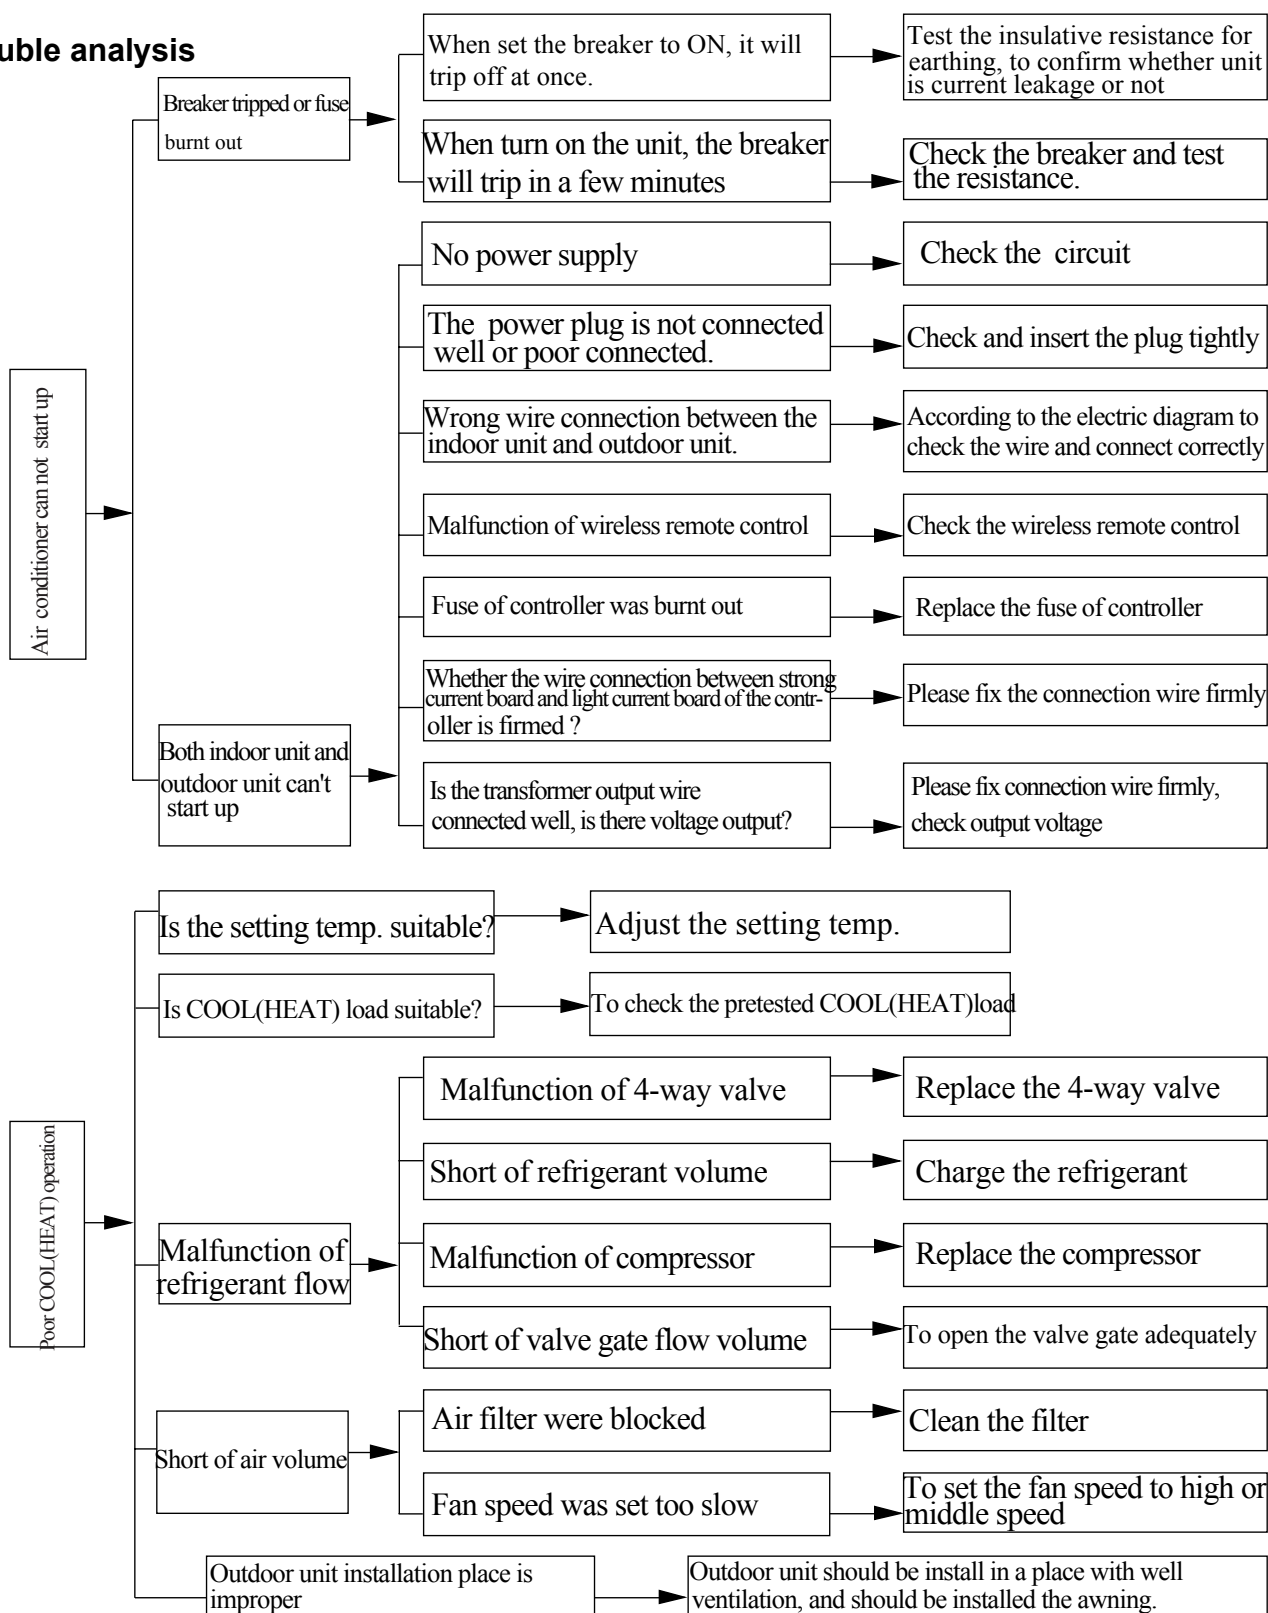 uble analysis
When set the breaker to ON, it will
trip off at once.
Test the insulative resistance for
earthing, to confirm whether unit
is current leakage or not
Breaker tripped or fuse
burnt out
When turn on the unit, the breaker
will trip in a few minutes
Check the breaker and test
the resistance.
No power supply
Check the circuit
The power plug is not connected
well or poor connected.
Check and insert the plug tightly
Air conditioner can not start up
Wrong wire connection between the
indoor unit and outdoor unit.
According to the electric diagram to
check the wire and connect correctly
Malfunction of wireless remote control
Check the wireless remote control
Fuse of controller was burnt out
Replace the fuse of controller
Whether the wire connection between strong
current board and light current board of the contr-
oller is firmed ?
Please fix the connection wire firmly
Both indoor unit and
outdoor unit can't
start up
Is the transformer output wire
connected well, is there voltage output?
Please fix connection wire firmly,
check output voltage
Is the setting temp. suitable?
Adjust the setting temp.
Is COOL(HEAT) load suitable?
To check the pretested COOL(HEAT)load
Malfunction of 4-way valve
Replace the 4-way valve
Poor COOL(HEAT) operation
Short of refrigerant volume
Charge the refrigerant
Malfunction of
refrigerant flow
Malfunction of compressor
Replace the compressor
Short of valve gate flow volume
To open the valve gate adequately
Air filter were blocked
Clean the filter
Short of air volume
Fan speed was set too slow
To set the fan speed to high or
middle speed
Outdoor unit installation place is
improper
Outdoor unit should be install in a place with well
ventilation, and should be installed the awning.